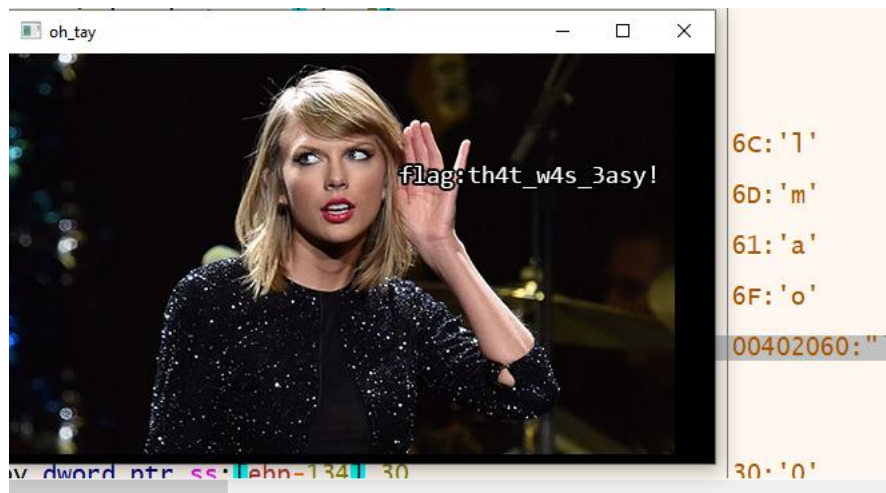 oh_tay
flag:th4t_w4s_3asy!
6C:'l'
6D:'m'
61:'a'
6F:'o'
00402060:"
dword ptr ss:[ebp-134] 30
30:'0'